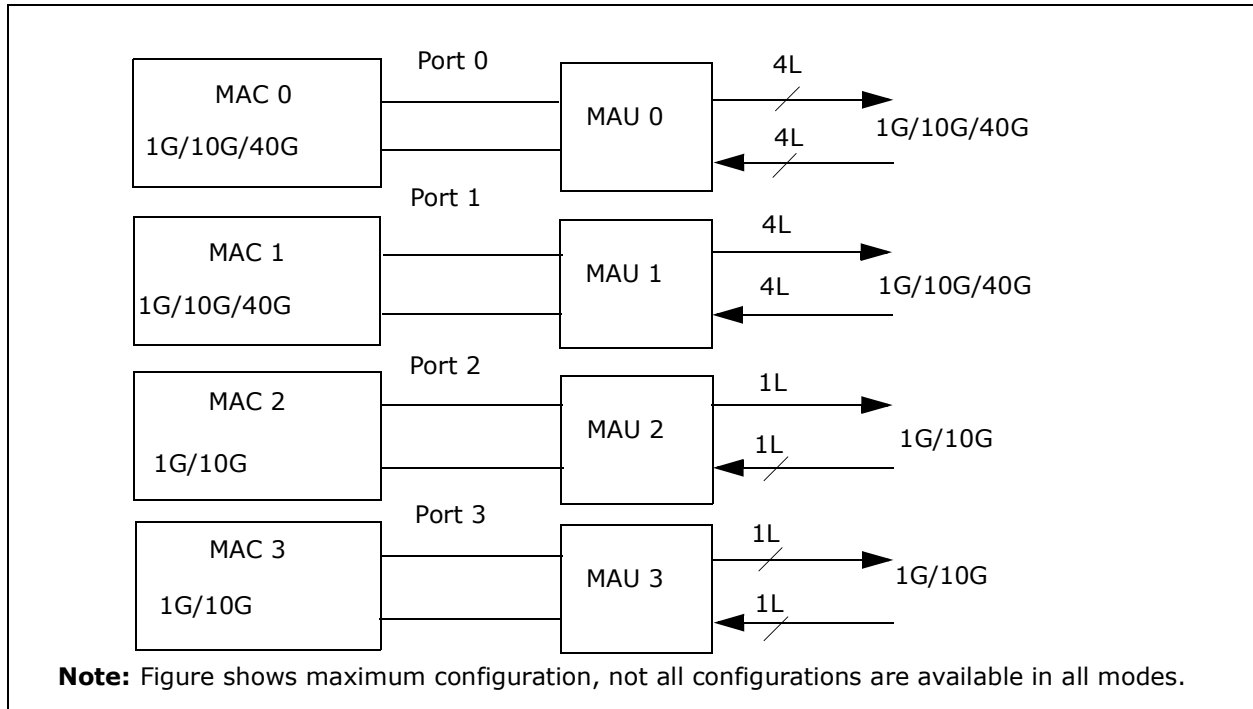 Port 0
MAC 0
1G/10G/40G
MAU 0
4L
4L
1G/10G/40G
Port 1
MAC 1
1G/10G/40G
MAU 1
4L
4L
1G/10G/40G
Port 2
MAC 2
1G/10G
MAU 2
1L
1L
1G/10G
Port 3
MAC 3
1G/10G
MAU 3
1L
1L
1G/10G
Note: Figure shows maximum configuration, not all configurations are available in all modes.